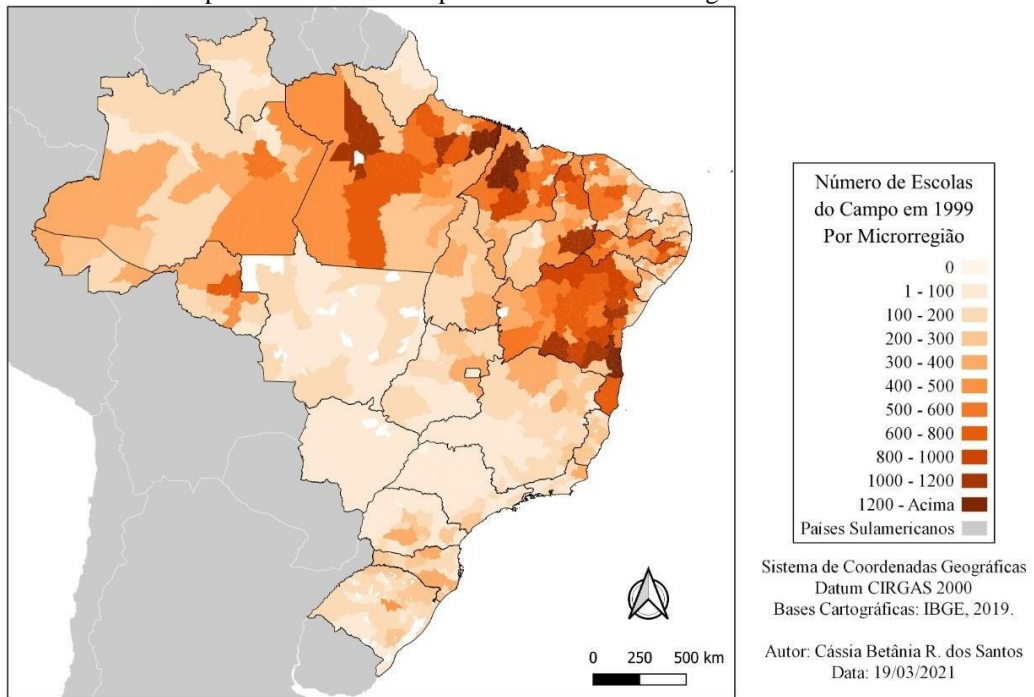 Número de Escolas
do Campo em 1999
Por Microrregião
0
1 - 100
100 - 200
200 - 300
300 - 400
400 - 500
500 - 600
600 - 800
800 - 1000
1000 - 1200
1200 - Acima
Países Sulamericanos
Sistema de Coordenadas Geográficas
Datum CIRGAS 2000
Bases Cartográficas: IBGE, 2019.
Autor: Cássia Betânia R. dos Santos
Data: 19/03/2021
0 250 500 km